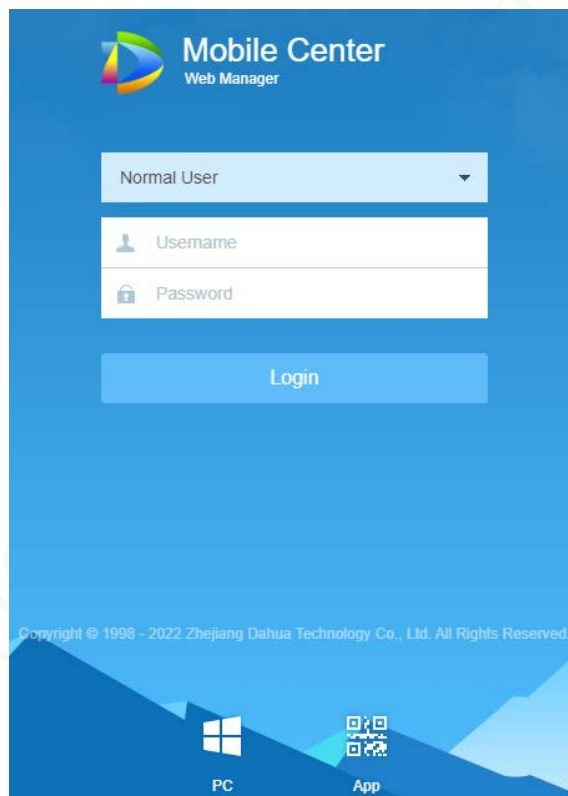 Mobile Center
Web Manager
Normal User
Username
Password
Login
Copyright © 1998 - 2022 Zhejiang Dahua Technology Co., Ltd. All Rights Reserved.
PC App